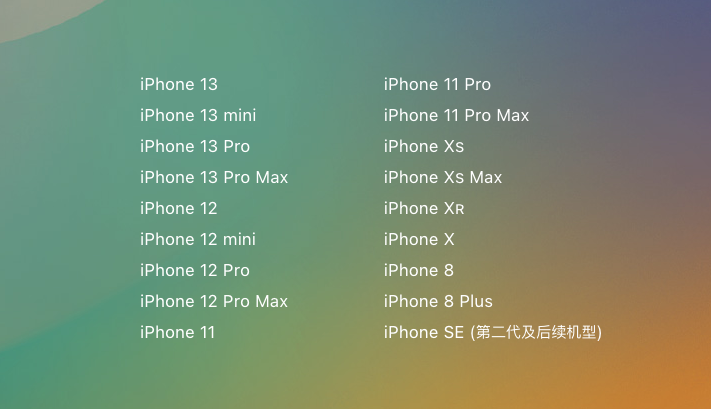 iPhone 13
iPhone 13 mini
iPhone 13 Pro
iPhone 13 Pro Max
iPhone 12
iPhone 12 mini
iPhone 12 Pro
iPhone 12 Pro Max
iPhone 11
iPhone 11 Pro
iPhone 11 Pro Max
iPhone Xs
iPhone Xs Max
iPhone XR
iPhone X
iPhone 8
iPhone 8 Plus
iPhone SE (第二代及后续机型)